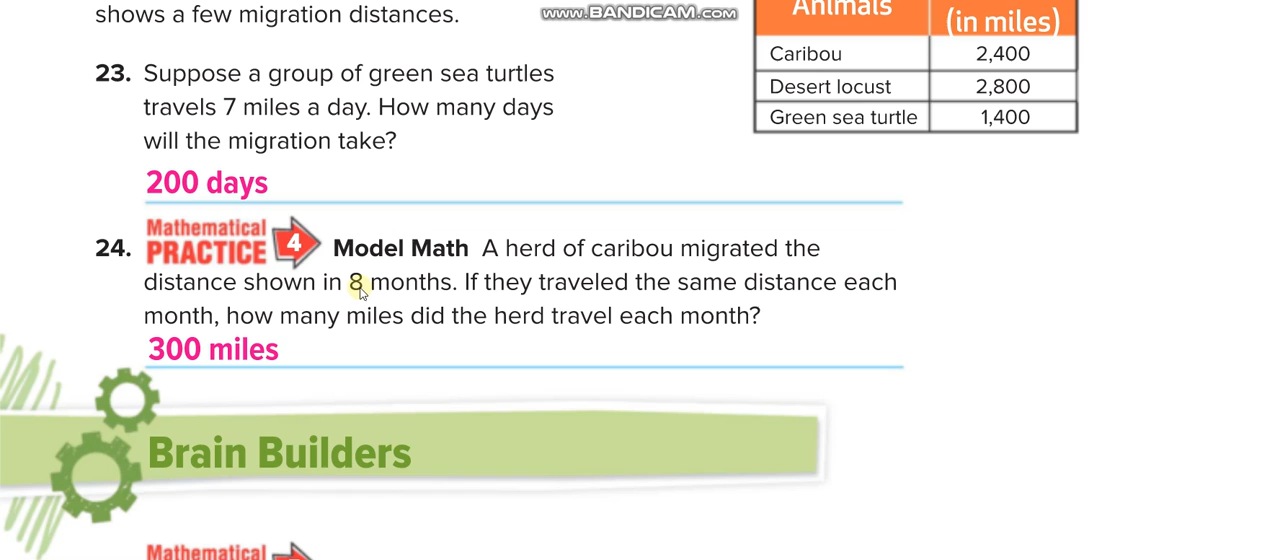 shows a few migration distances.
www.BANDICAM.com
Animals
(in miles)
Caribou 2,400
Desert locust 2,800
Green sea turtle 1,400
23. Suppose a group of green sea turtles
travels 7 miles a day. How many days
will the migration take?
200 days
Mathematical
24. PRACTICE 4 Model Math A herd of caribou migrated the
distance shown in 8 months. If they traveled the same distance each
month, how many miles did the herd travel each month?
300 miles
Brain Builders
Mathematical